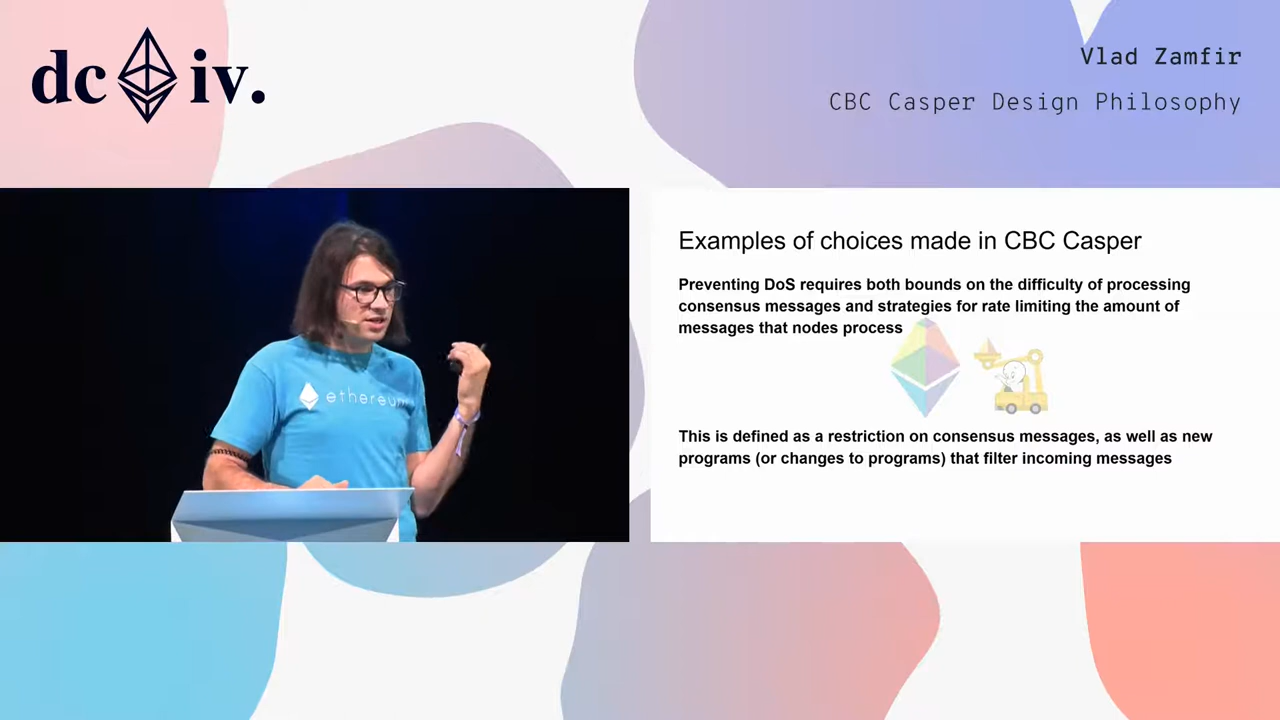 dc iv.
Vlad Zamfir
CBC Casper Design Philosophy
ethereum
Examples of choices made in CBC Casper
Preventing DoS requires both bounds on the difficulty of processing
consensus messages and strategies for rate limiting the amount of
messages that nodes process
This is defined as a restriction on consensus messages, as well as new
programs (or changes to programs) that filter incoming messages